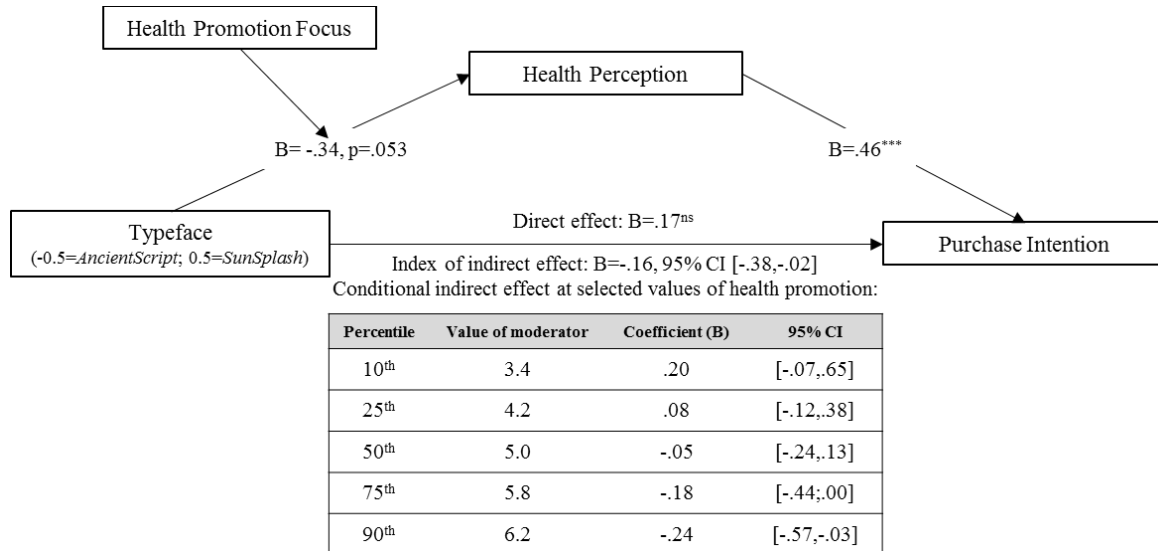 Health Promotion Focus
Health Perception
B= -.34, p=.053
B=.46***
Typeface
(-0.5=AncientScript; 0.5=SunSplash)
Direct effect: B=.17ns
Purchase Intention
Index of indirect effect: B=-.16, 95% CI [-.38,-.02]
Conditional indirect effect at selected values of health promotion:
Percentile Value of moderator Coefficient (B) 95% CI
10th 3.4 .20 [-.07,.65]
25th 4.2 .08 [-.12,.38]
50th 5.0 -.05 [-.24,.13]
75th 5.8 -.18 [-.44;.00]
90th 6.2 -.24 [-.57,-.03]